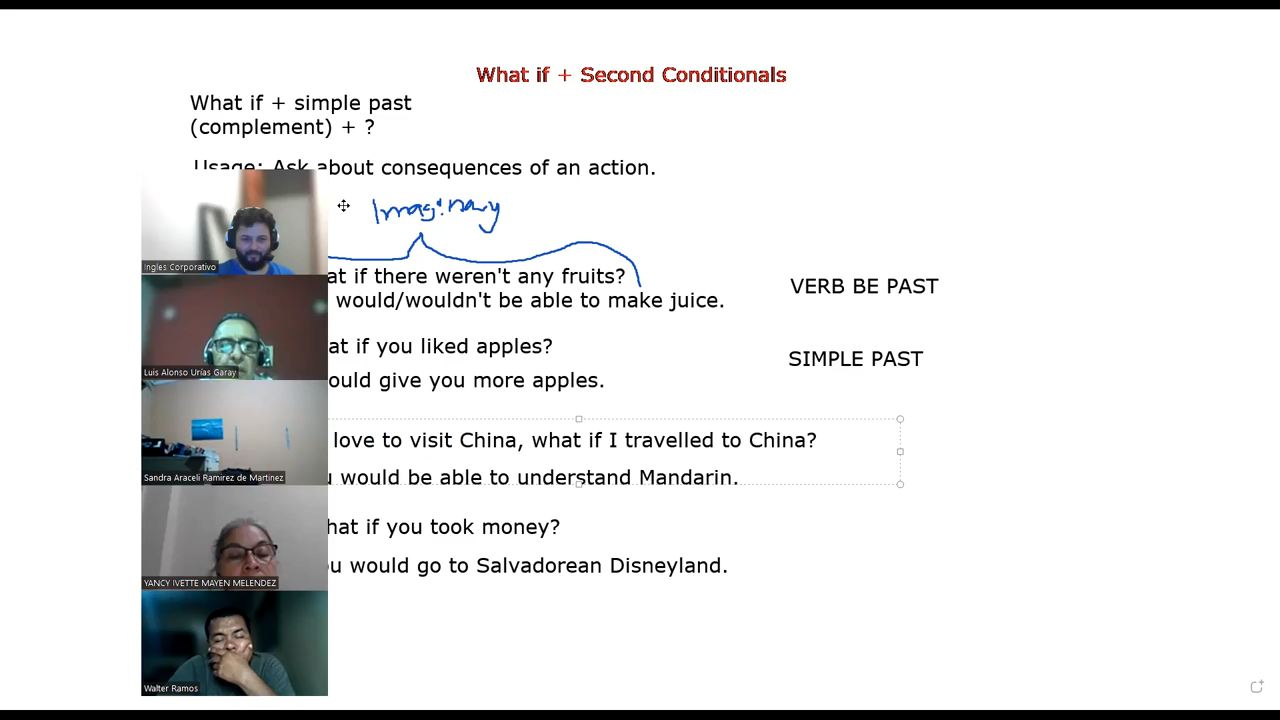 What if + Second Conditionals
What if + simple past
(complement) + ?
Usage: Ask about consequences of an action.
Imaginary
at if there weren't any fruits?
would/wouldn't be able to make juice.
VERB BE PAST
at if you liked apples?
SIMPLE PAST
ould give you more apples.
love to visit China, what if I travelled to China?
would be able to understand Mandarin.
hat if you took money?
ou would go to Salvadorean Disneyland.
Ingles Corporativo
Luis Alonso Urías Garay
Sandra Araceli Ramirez de Martinez
YANCY IVETTE MAYEN MELENDEZ
Walter Ramos